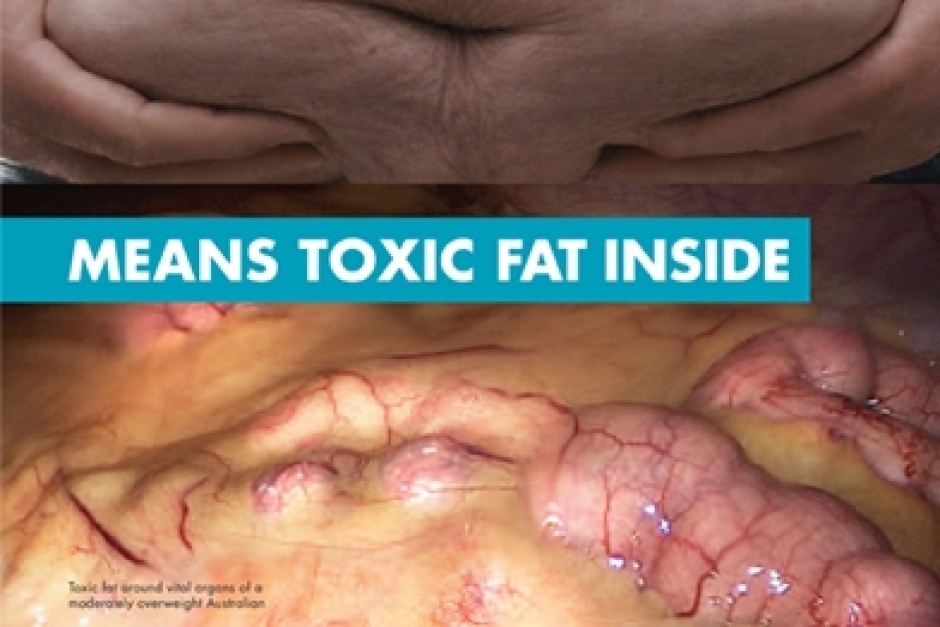 MEANS TOXIC FAT INSIDE
Toxic fat around vital organs of a
moderately overweight Australian